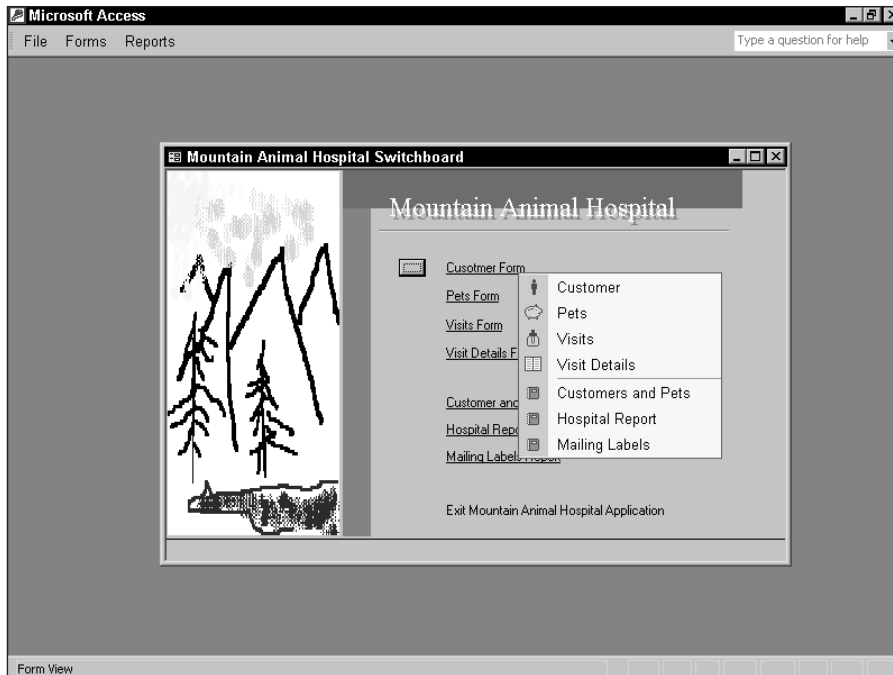 Microsoft Access
File Forms Reports
Type a question for help
Mountain Animal Hospital Switchboard
Mountain Animal Hospital
Cusotmer Form
Pets Form
Visits Form
Visit Details F
Customer and
Hospital Repo
Mailing Labels Report
Exit Mountain Animal Hospital Application
Customer
Pets
Visits
Visit Details
Customers and Pets
Hospital Report
Mailing Labels
Form View